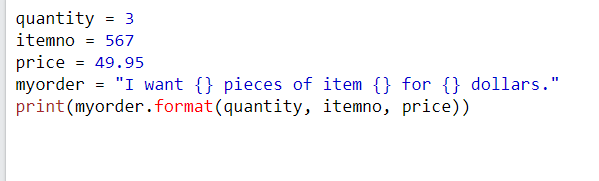 quantity = 3
itemno = 567
price = 49.95
myorder = "I want {} pieces of item {} for {} dollars."
print(myorder.format(quantity, itemno, price))